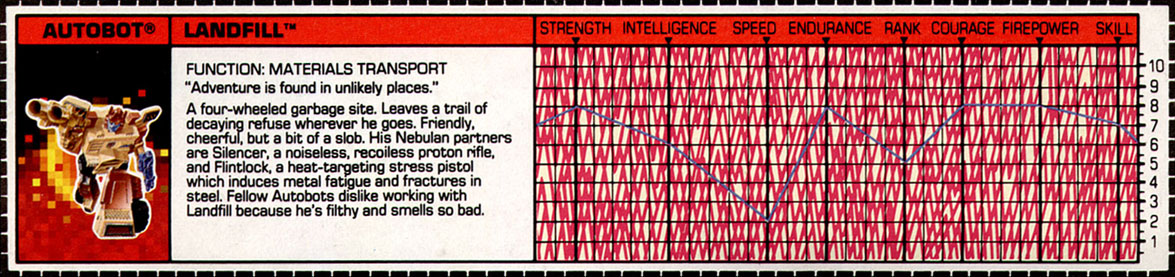 AUTOBOT®
LANDFILL™
FUNCTION: MATERIALS TRANSPORT
"Adventure is found in unlikely places."
A four-wheeled garbage site. Leaves a trail of
decaying refuse wherever he goes. Friendly,
cheerful, but a bit of a slob. His Nebulan partners
are Silencer, a noiseless, recoiless proton rifle,
and Flintlock, a heat-targeting stress pistol
which induces metal fatigue and fractures in
steel. Fellow Autobots dislike working with
Landfill because he's filthy and smells so bad.
STRENGTH INTELLIGENCE SPEED ENDURANCE RANK COURAGE FIREPOWER SKILL
10
9
8
7
6
5
4
3
2
1